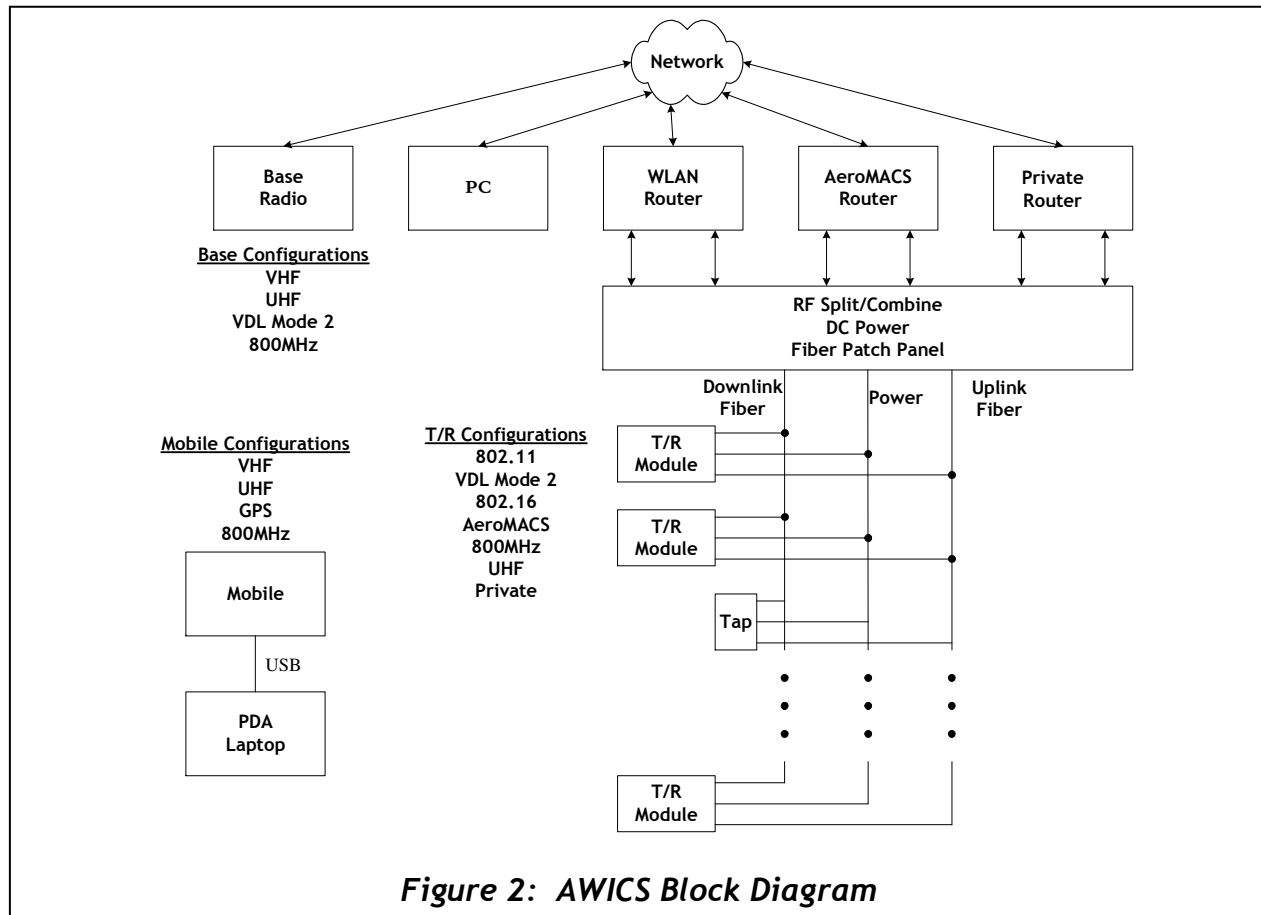 Network
Base
Radio
PC
WLAN
Router
AeroMACS
Router
Private
Router
Base Configurations
VHF
UHF
VDL Mode 2
800MHz
RF Split/Combine
DC Power
Fiber Patch Panel
Downlink
Fiber
Power
Uplink
Fiber
Mobile Configurations
VHF
UHF
GPS
800MHz
T/R Configurations
802.11
VDL Mode 2
802.16
AeroMACS
800MHz
UHF
Private
T/R
Module
T/R
Module
Tap
Mobile
USB
PDA
Laptop
T/R
Module
Figure 2: AWICS Block Diagram